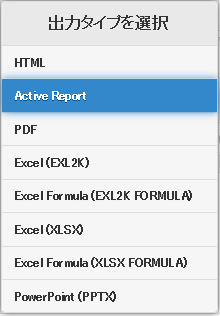 出力タイプを選択
HTML
Active Report
PDF
Excel (EXL2K)
Excel Formula (EXL2K FORMULA)
Excel (XLSX)
Excel Formula (XLSX FORMULA)
PowerPoint (PPTX)